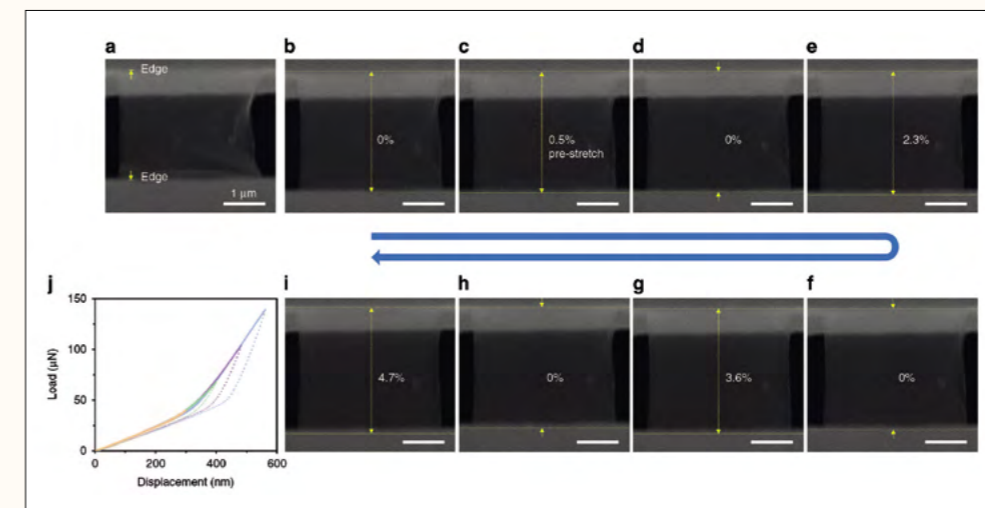 a
Edge
Edge
1 μm
b
0%
c
0.5%
pre-stretch
d
0%
e
2.3%
j
150
100
50
0
Load (μN)
0
200
400
600
Displacement (nm)
i
4.7%
h
0%
g
3.6%
f
0%